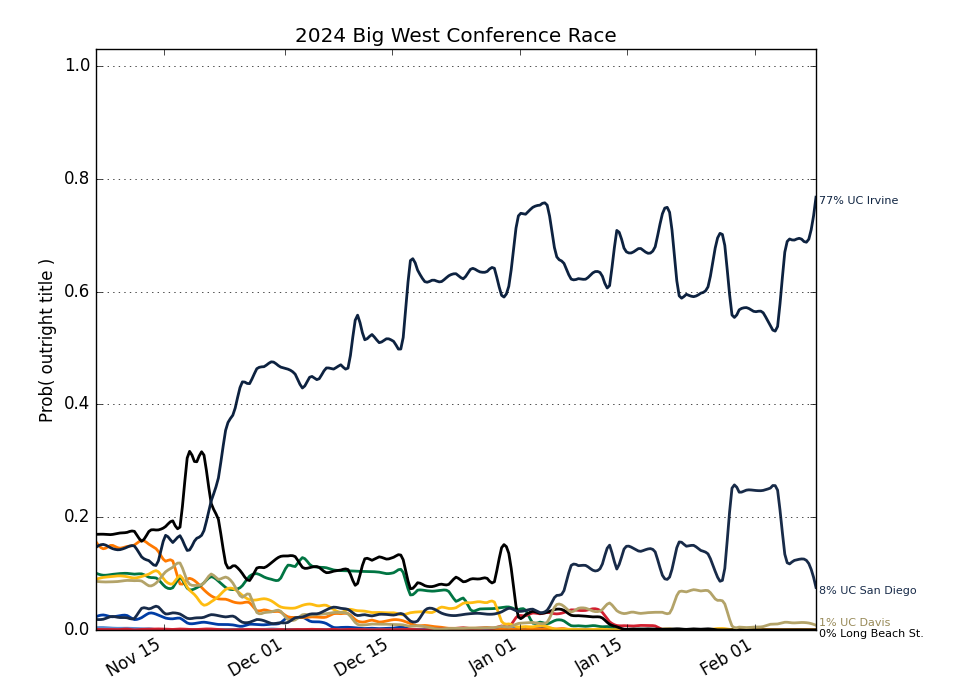 2024 Big West Conference Race
Prob( outright title )
1.0
0.8
0.6
0.4
0.2
0.0
77% UC Irvine
8% UC San Diego
1% UC Davis
0% Long Beach St.
Nov 15
Dec 01
Dec 15
Jan 01
Jan 15
Feb 01